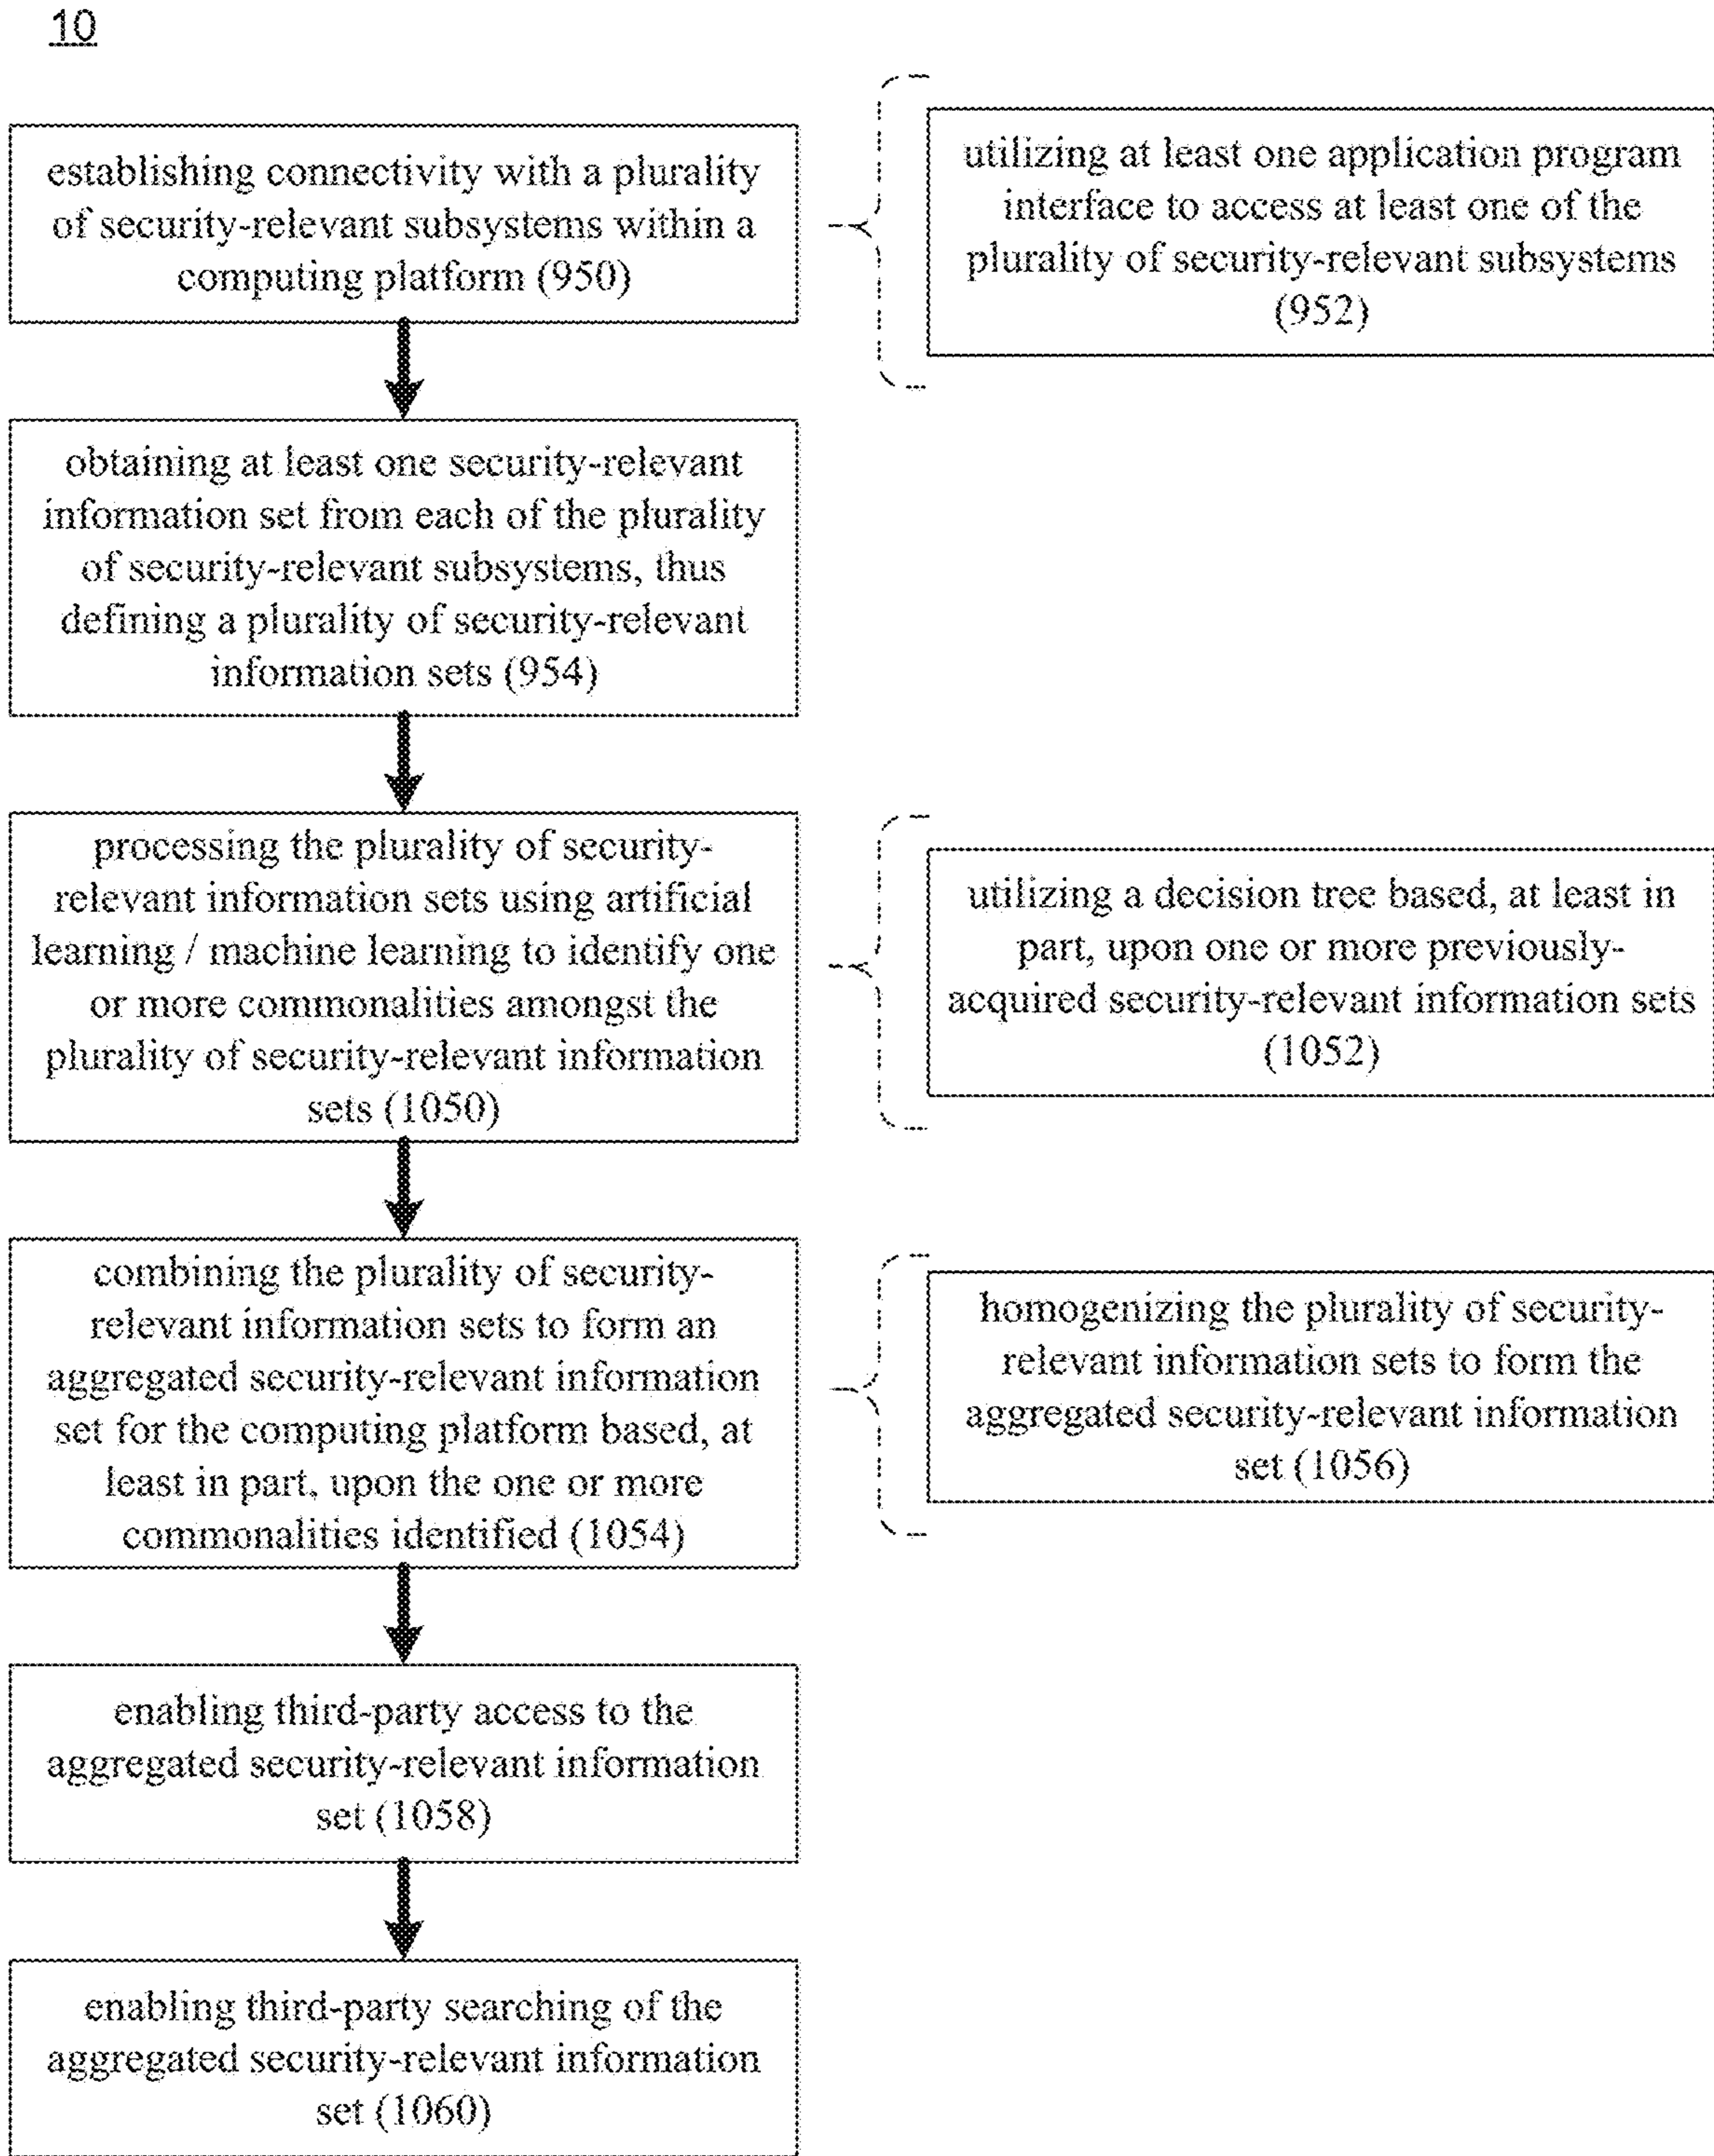 10
establishing connectivity with a plurality
of security-relevant subsystems within a
computing platform (950)
utilizing at least one application program
interface to access at least one of the
plurality of security-relevant subsystems
(952)
obtaining at least one security-relevant
information set from each of the plurality
of security-relevant subsystems, thus
defining a plurality of security-relevant
information sets (954)
processing the plurality of security-
relevant information sets using artificial
learning / machine learning to identify one
or more commonalities amongst the
plurality of security-relevant information
sets (1050)
utilizing a decision tree based, at least in
part, upon one or more previously-
acquired security-relevant information sets
(1052)
combining the plurality of security-
relevant information sets to form an
aggregated security-relevant information
set for the computing platform based, at
least in part, upon the one or more
commonalities identified (1054)
homogenizing the plurality of security-
relevant information sets to form the
aggregated security-relevant information
set (1056)
enabling third-party access to the
aggregated security-relevant information
set (1058)
enabling third-party searching of the
aggregated security-relevant information
set (1060)